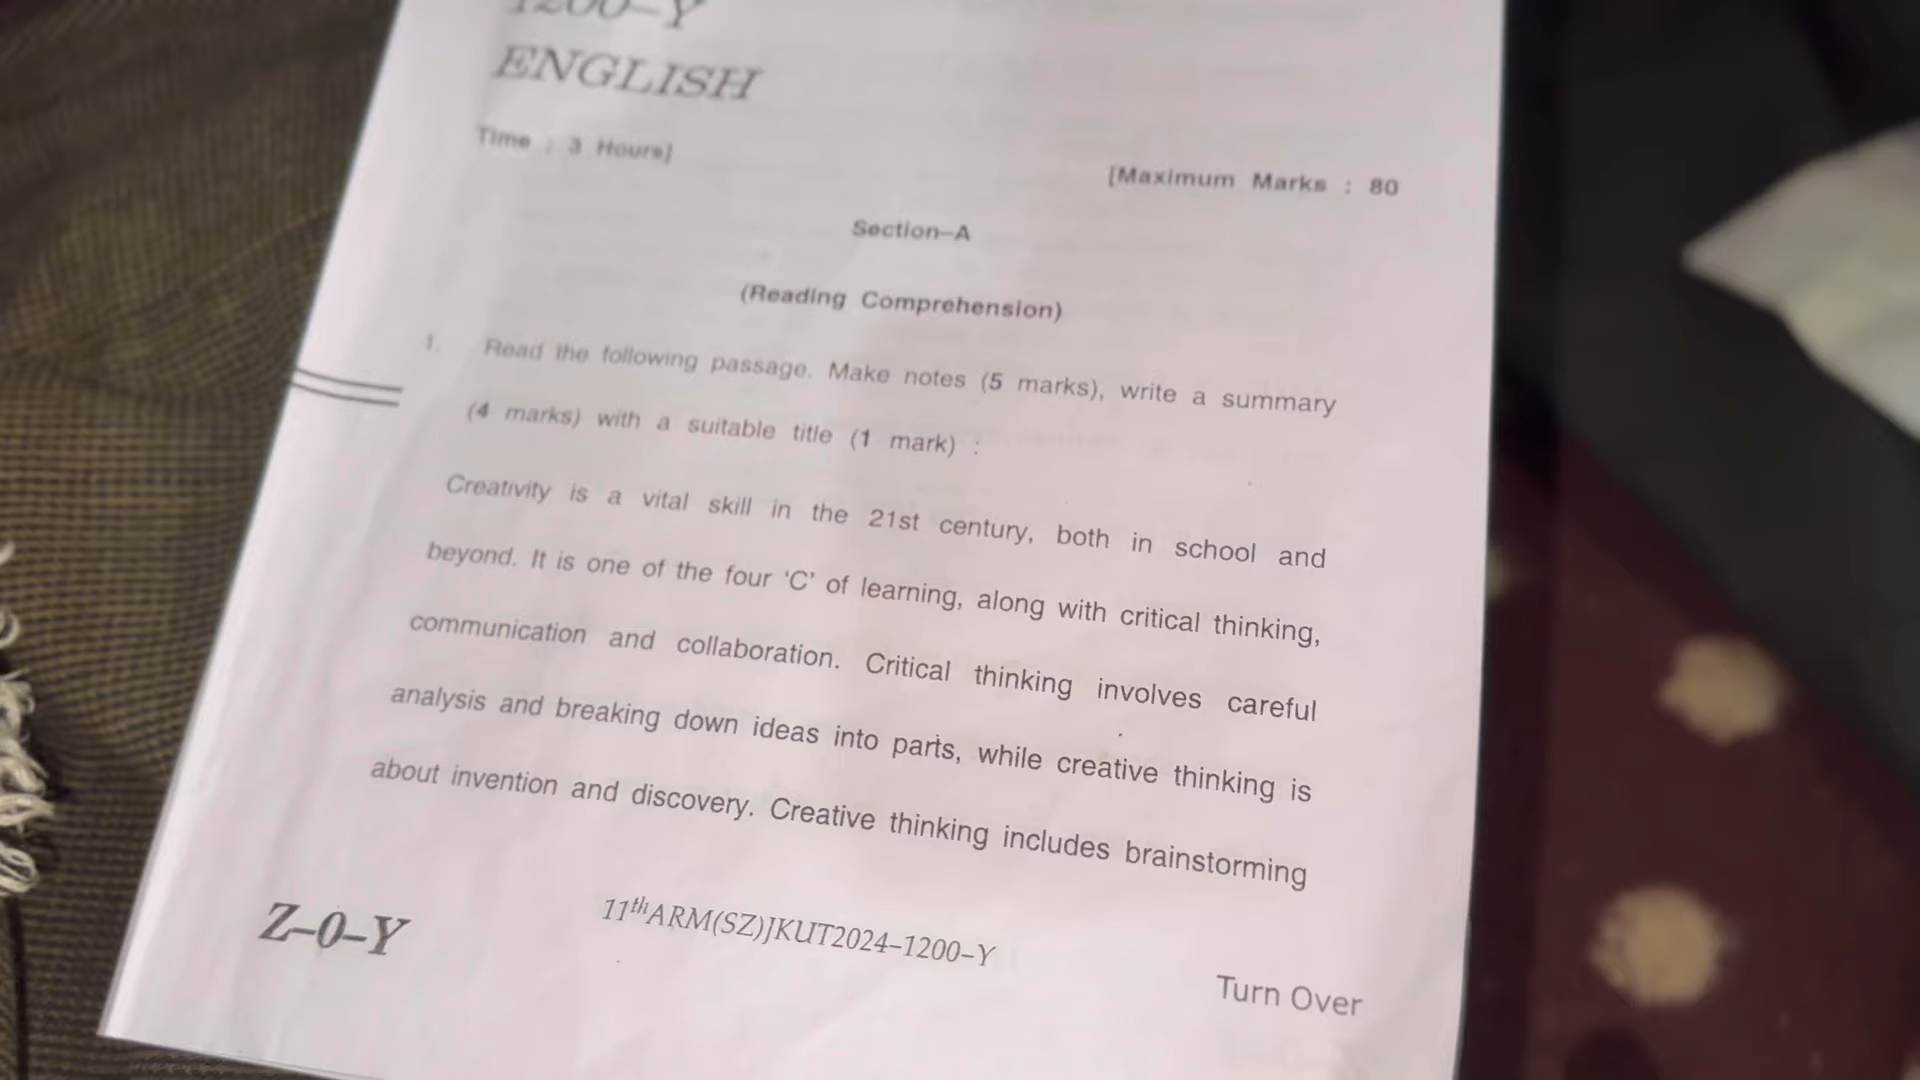 1200–Y
ENGLISH
Time : 3 Hours]
[Maximum Marks : 80
Section–A
(Reading Comprehension)
1. Read the following passage. Make notes (5 marks), write a summary
(4 marks) with a suitable title (1 mark) :
Creativity is a vital skill in the 21st century, both in school and
beyond. It is one of the four ‘C’ of learning, along with critical thinking,
communication and collaboration. Critical thinking involves careful
analysis and breaking down ideas into parts, while creative thinking is
about invention and discovery. Creative thinking includes brainstorming
Z–0–Y
11thARM(SZ)JKUT2024–1200–Y
Turn Over